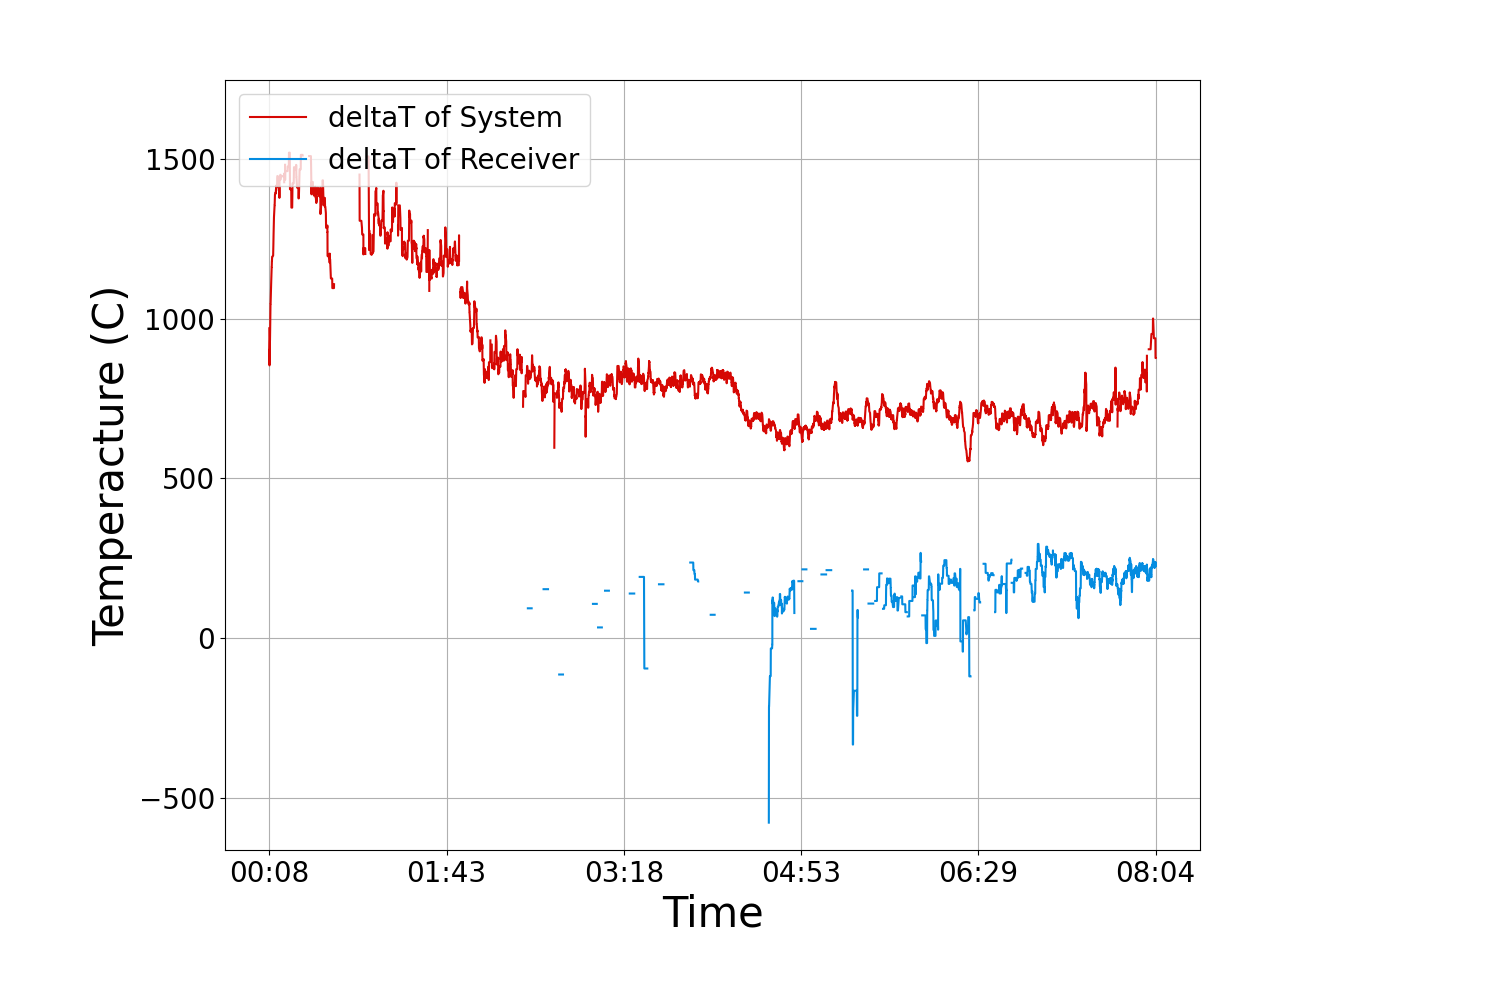 deltaT of System
deltaT of Receiver
1500
1000
500
0
−500
Temperacture (C)
00:08 01:43 03:18 04:53 06:29 08:04
Time